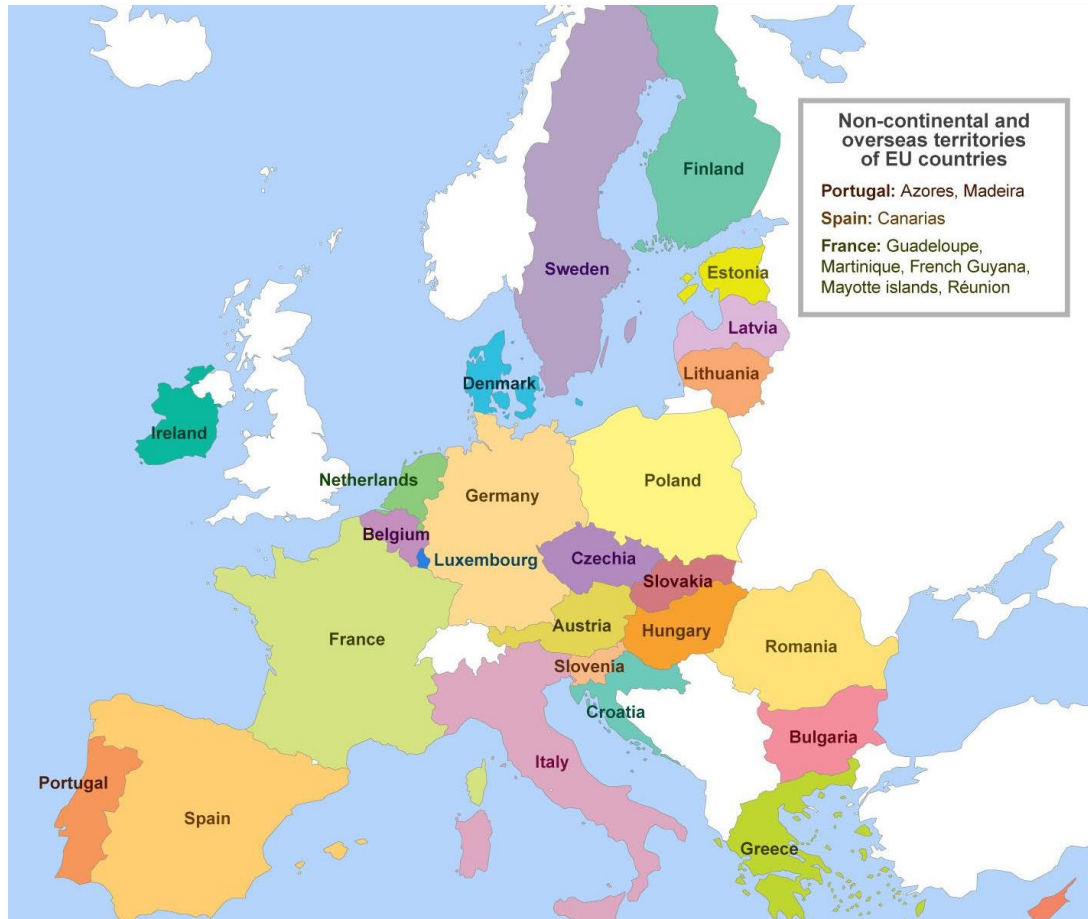 Non-continental and
overseas territories
of EU countries
Portugal: Azores, Madeira
Spain: Canarias
France: Guadeloupe,
Martinique, French Guyana,
Mayotte islands, Réunion
Finland
Sweden
Estonia
Latvia
Lithuania
Denmark
Ireland
Netherlands
Germany
Poland
Belgium
Luxembourg
Czechia
Slovakia
Austria
Hungary
France
Romania
Slovenia
Croatia
Bulgaria
Italy
Portugal
Spain
Greece